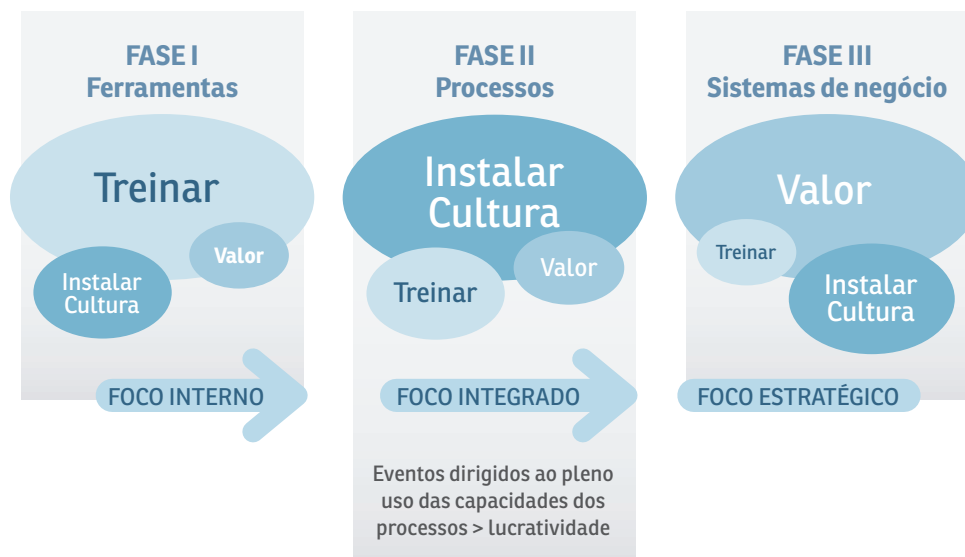 FASE I
Ferramentas
Treinar
Instalar
Cultura
Valor
FOCO INTERNO
FASE II
Processos
Instalar
Cultura
Treinar
Valor
FOCO INTEGRADO
Eventos dirigidos ao pleno
uso das capacidades dos
processos > lucratividade
FASE III
Sistemas de negócio
Valor
Treinar
Instalar
Cultura
FOCO ESTRATÉGICO